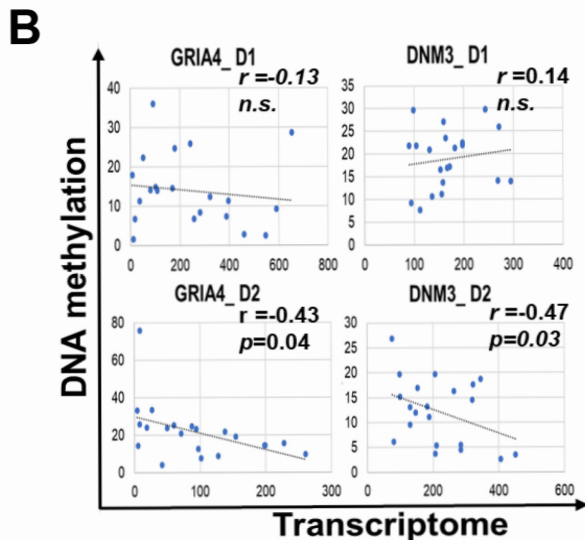 B
GRIA4_ D1
r =-0.13
n.s.
40
30
20
10
0
0 200 400 600 800
DNM3_ D1
r =0.14
n.s.
35
30
25
20
15
10
5
0
0 100 200 300 400
GRIA4_ D2
r =-0.43
p=0.04
80
60
40
20
0
0 100 200 300
DNM3_ D2
r =-0.47
p=0.03
30
25
20
15
10
5
0
0 200 400 600
DNA methylation
Transcriptome